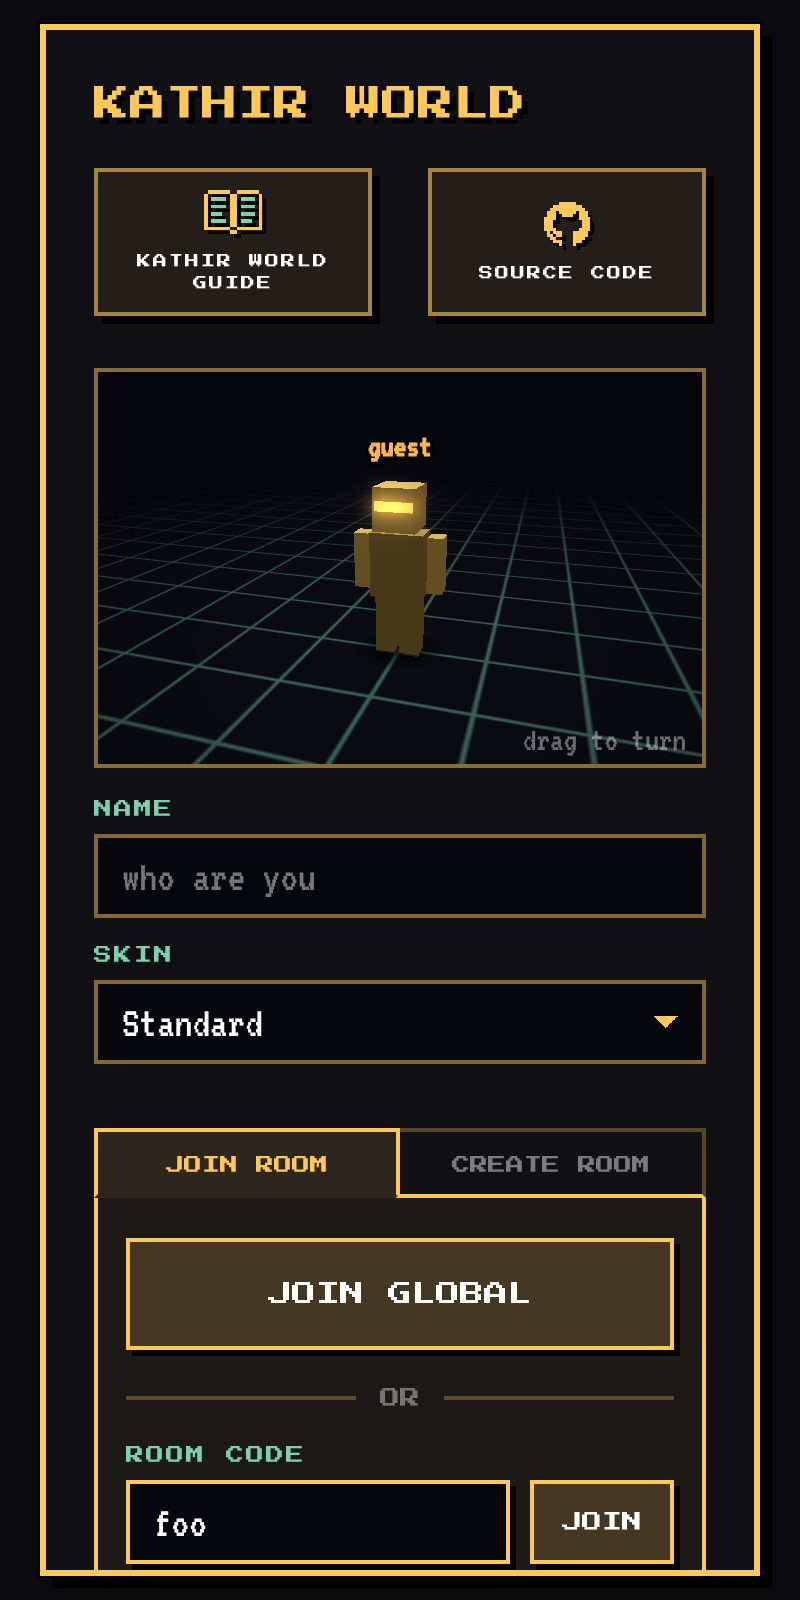 KATHIR WORLD
KATHIR WORLD
GUIDE
SOURCE CODE
guest
drag to turn
NAME
who are you
SKIN
Standard
JOIN ROOM
CREATE ROOM
JOIN GLOBAL
OR
ROOM CODE
foo
JOIN